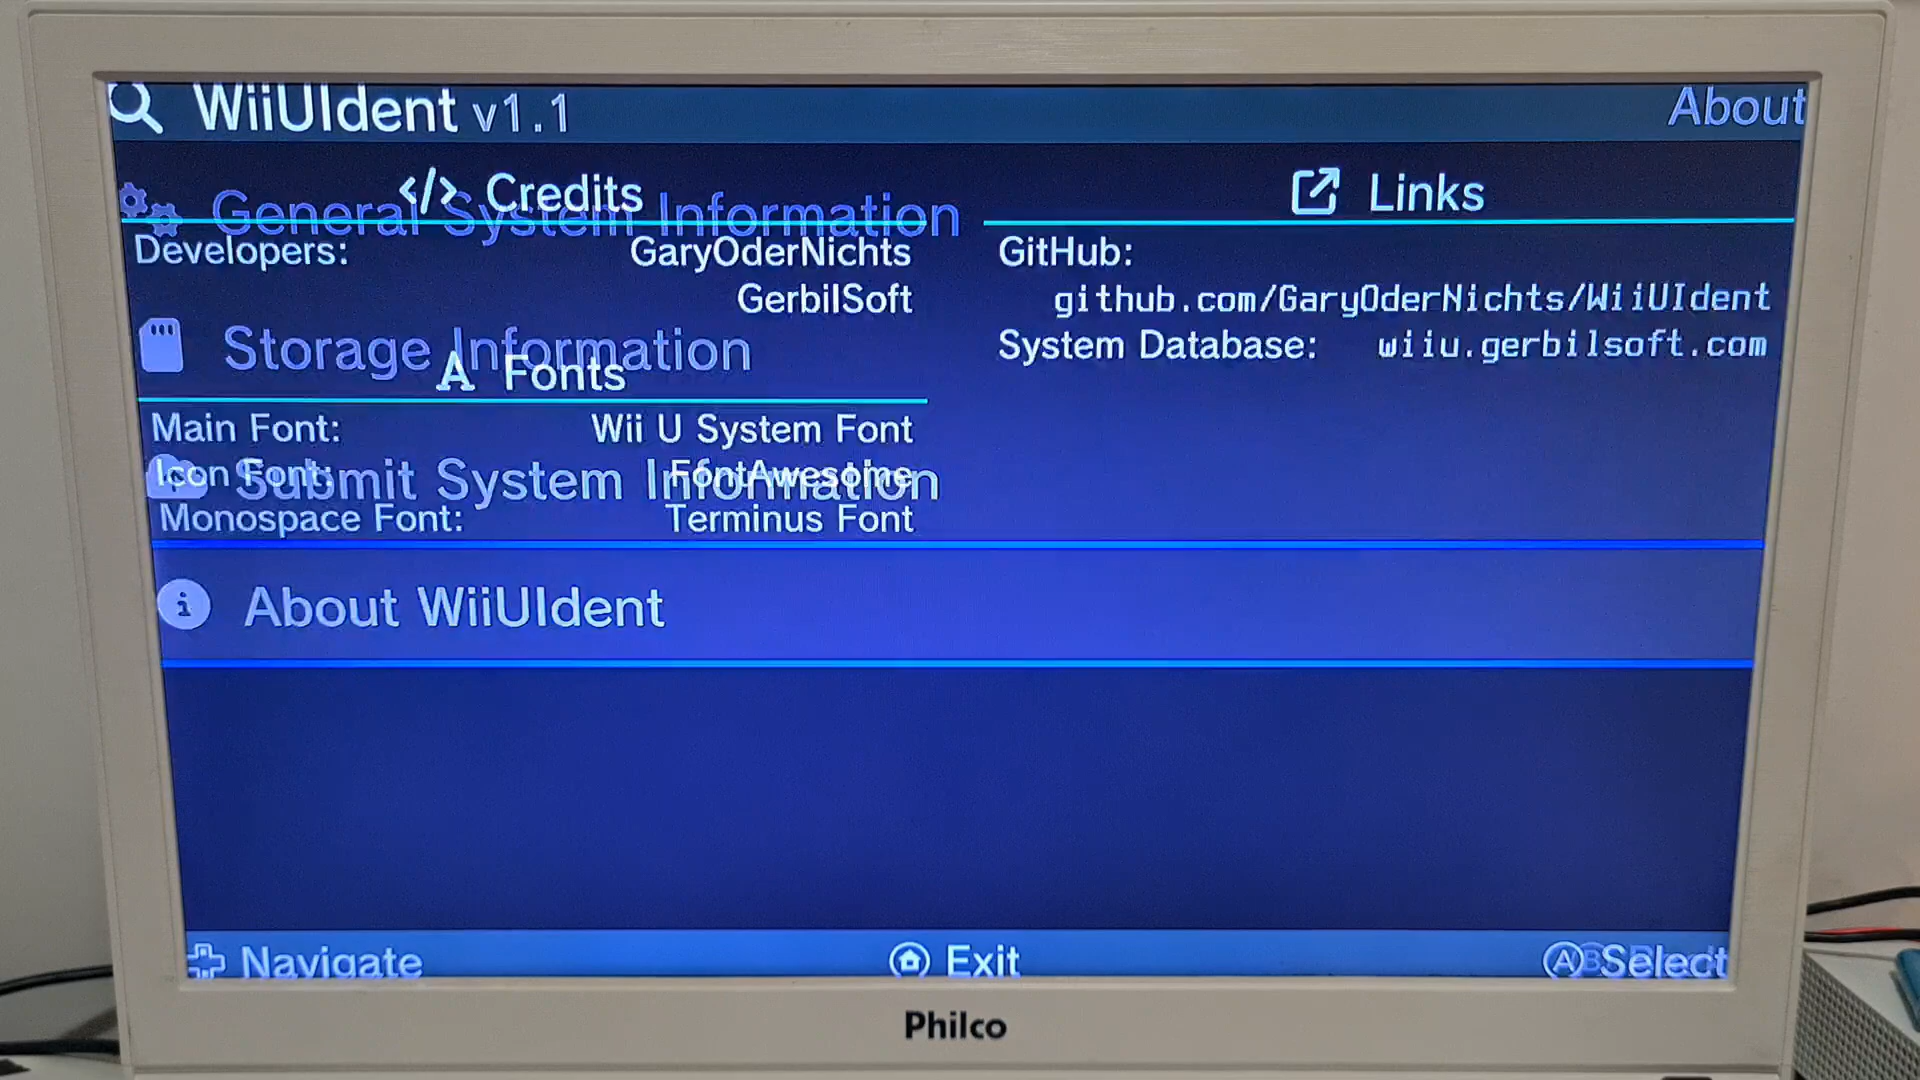 WiiUIdent v1.1 About
Credits
General System Information
Links
Developers: GaryOderNichts
GerbilSoft
GitHub:
github.com/GaryOderNichts/WiiUIdent
System Database: wiiu.gerbilsoft.com
Storage Information
Fonts
Main Font: Wii U System Font
Icon Font: FontAwesome
Submit System Information
Monospace Font: Terminus Font
About WiiUIdent
Navigate Exit A B Select
Philco